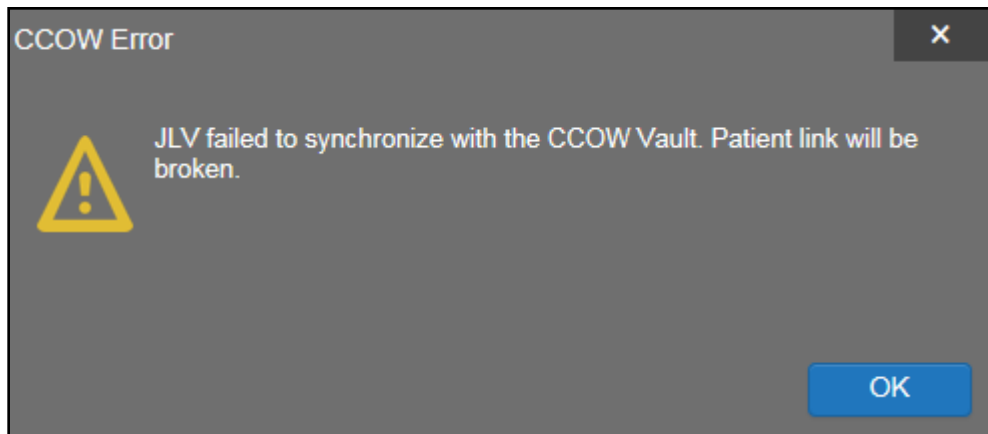 CCOW Error
JLV failed to synchronize with the CCOW Vault. Patient link will be
broken.
OK